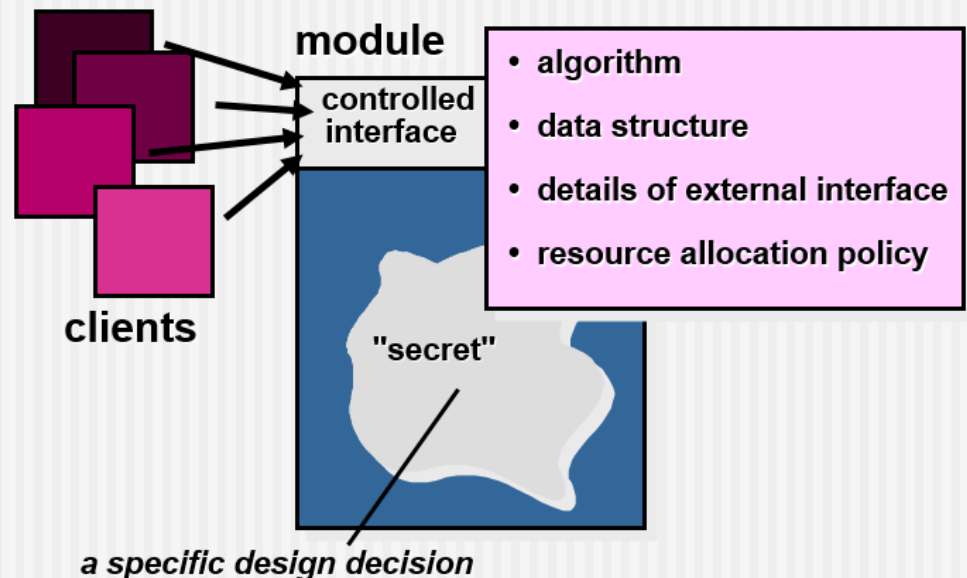 module
controlled
interface
• algorithm
• data structure
• details of external interface
• resource allocation policy
clients
"secret"
a specific design decision